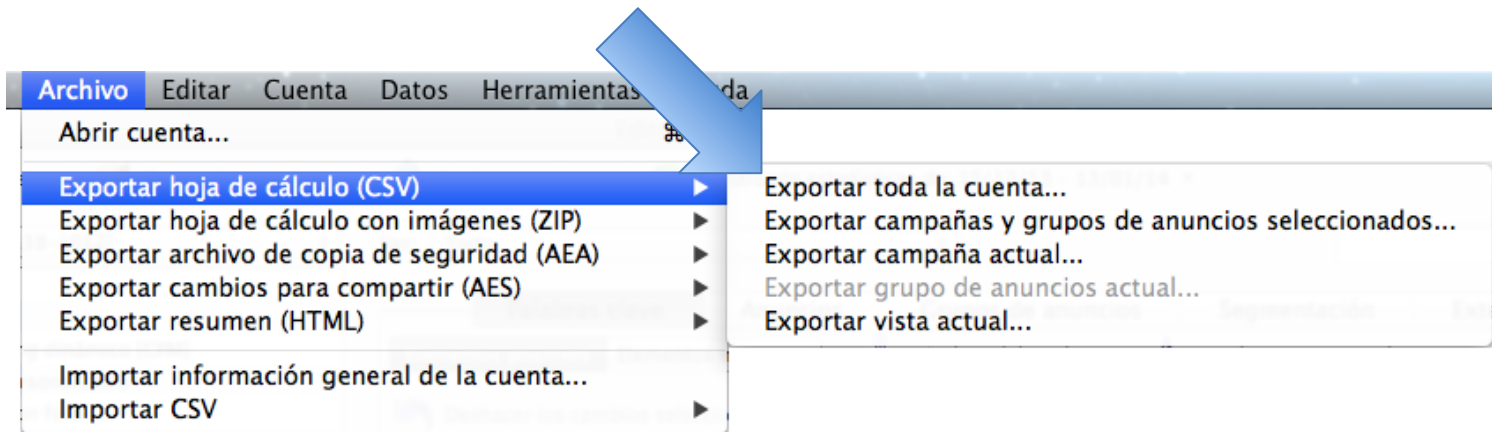 Archivo Editar Cuenta Datos Herramientas
Abrir cuenta... ⌘
Exportar hoja de cálculo (CSV)
Exportar hoja de cálculo con imágenes (ZIP)
Exportar archivo de copia de seguridad (AEA)
Exportar cambios para compartir (AES)
Exportar resumen (HTML)
Importar información general de la cuenta...
Importar CSV
Exportar toda la cuenta...
Exportar campañas y grupos de anuncios seleccionados...
Exportar campaña actual...
Exportar grupo de anuncios actual...
Exportar vista actual...